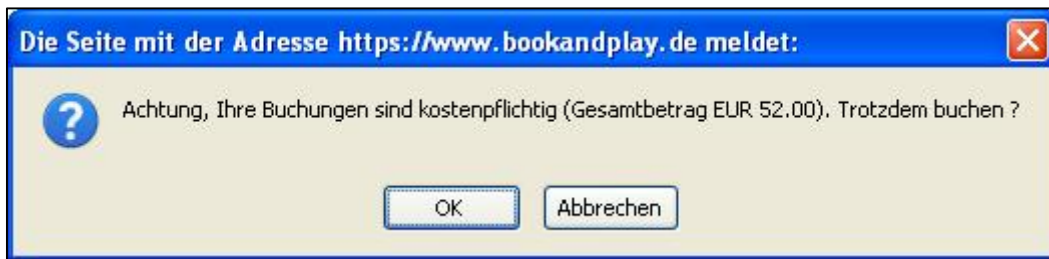 Die Seite mit der Adresse https://www.bookandplay.de meldet:
Achtung, Ihre Buchungen sind kostenpflichtig (Gesamtbetrag EUR 52.00). Trotzdem buchen ?
OK
Abbrechen